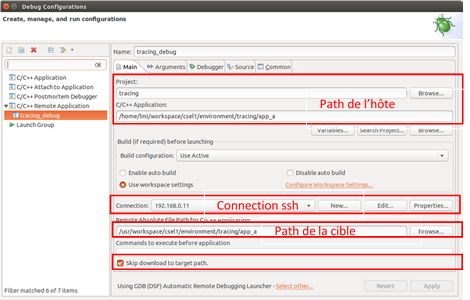 Debug Configurations
Create, manage, and run configurations
Name: tracing_debug
Main Arguments Debugger Source Common
C/C++ Application
C/C++ Attach to Application
C/C++ Postmortem Debugger
C/C++ Remote Application
tracing_debug
Launch Group
Project:
tracing Browse...
Path de l'hôte
C/C++ Application:
/home/lmi/workspace/csel1/environment/tracing/app_a
Variables... Search Project... Browse...
Build (if required) before launching
Build configuration: Use Active
Enable auto build Disable auto build
Use workspace settings Configure Workspace Settings...
Connection: 192.168.0.11 Connection ssh New... Edit... Properties...
Remote Absolute File Path for C/C++ Application:
/usr/workspace/csel1/environment/tracing/app_a Path de la cible Browse...
Commands to execute before application
Skip download to target path.
Filter matched 6 of 7 items
Using GDB (DSF) Automatic Remote Debugging Launcher - Select other...
Revert Apply